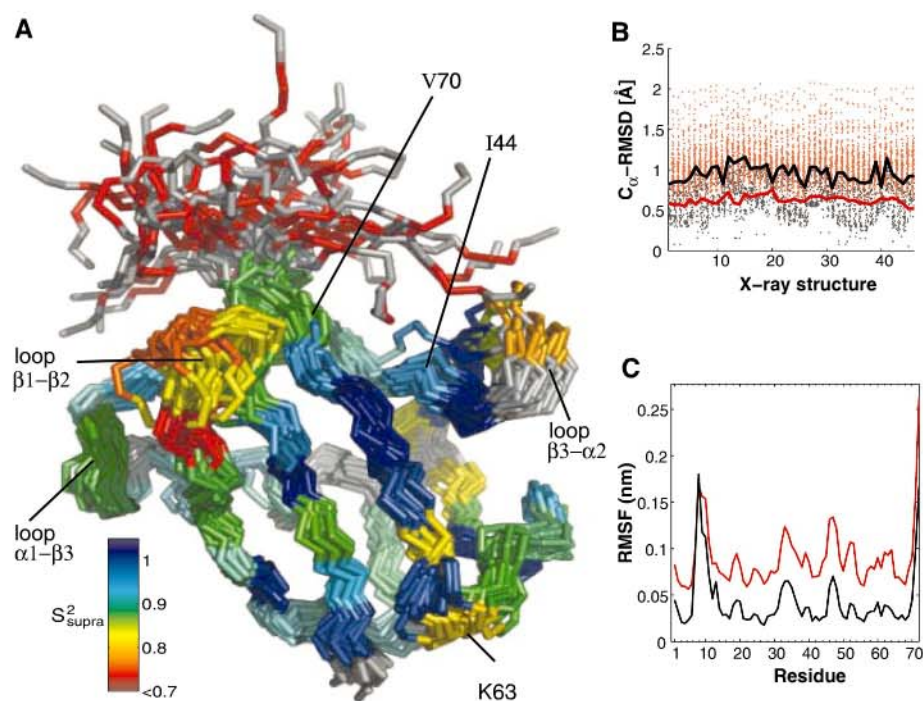 A
V70
I44
loop
β1−β2
loop
β3−α2
loop
α1−β3
S²supra
1
0.9
0.8
<0.7
K63
B
Cα−RMSD [Å]
2.5
2
1.5
1
0.5
0
10
20
30
40
X−ray structure
C
RMSF (nm)
0.25
0.2
0.15
0.1
0.05
0
1
10
20
30
40
50
60
70
Residue